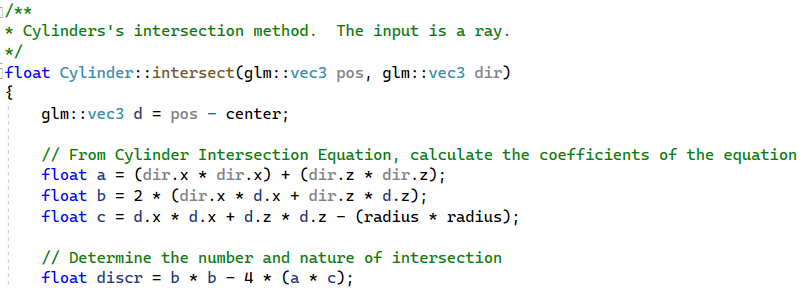 /**
* Cylinders's intersection method.  The input is a ray.
*/
float Cylinder::intersect(glm::vec3 pos, glm::vec3 dir)
{
    glm::vec3 d = pos - center;
    // From Cylinder Intersection Equation, calculate the coefficients of the equation
    float a = (dir.x * dir.x) + (dir.z * dir.z);
    float b = 2 * (dir.x * d.x + dir.z * d.z);
    float c = d.x * d.x + d.z * d.z - (radius * radius);
    // Determine the number and nature of intersection
    float discr = b * b - 4 * (a * c);